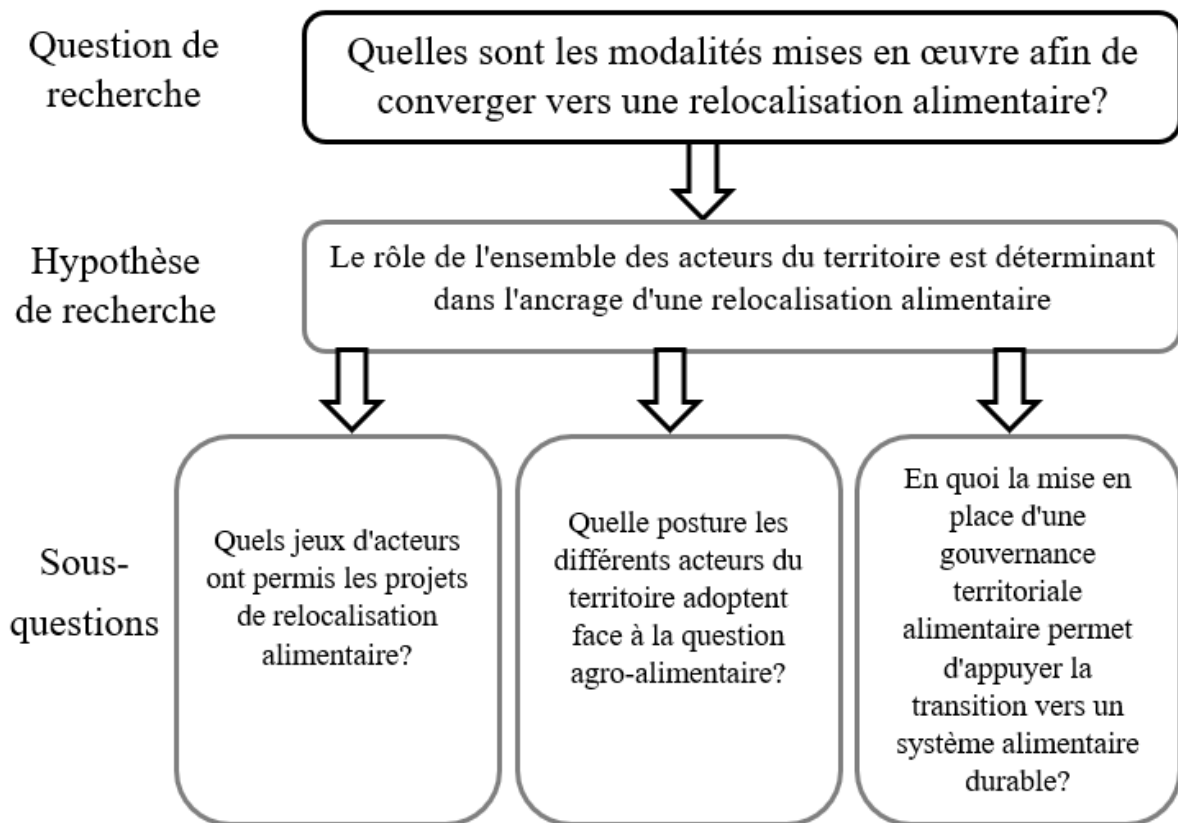 Question de
recherche
Quelles sont les modalités mises en œuvre afin de
converger vers une relocalisation alimentaire?
Hypothèse
de recherche
Le rôle de l'ensemble des acteurs du territoire est déterminant
dans l'ancrage d'une relocalisation alimentaire
Sous-
questions
Quels jeux d'acteurs
ont permis les projets
de relocalisation
alimentaire?
Quelle posture les
différents acteurs du
territoire adoptent
face à la question
agro-alimentaire?
En quoi la mise en
place d'une
gouvernance
territoriale
alimentaire permet
d'appuyer la
transition vers un
système alimentaire
durable?